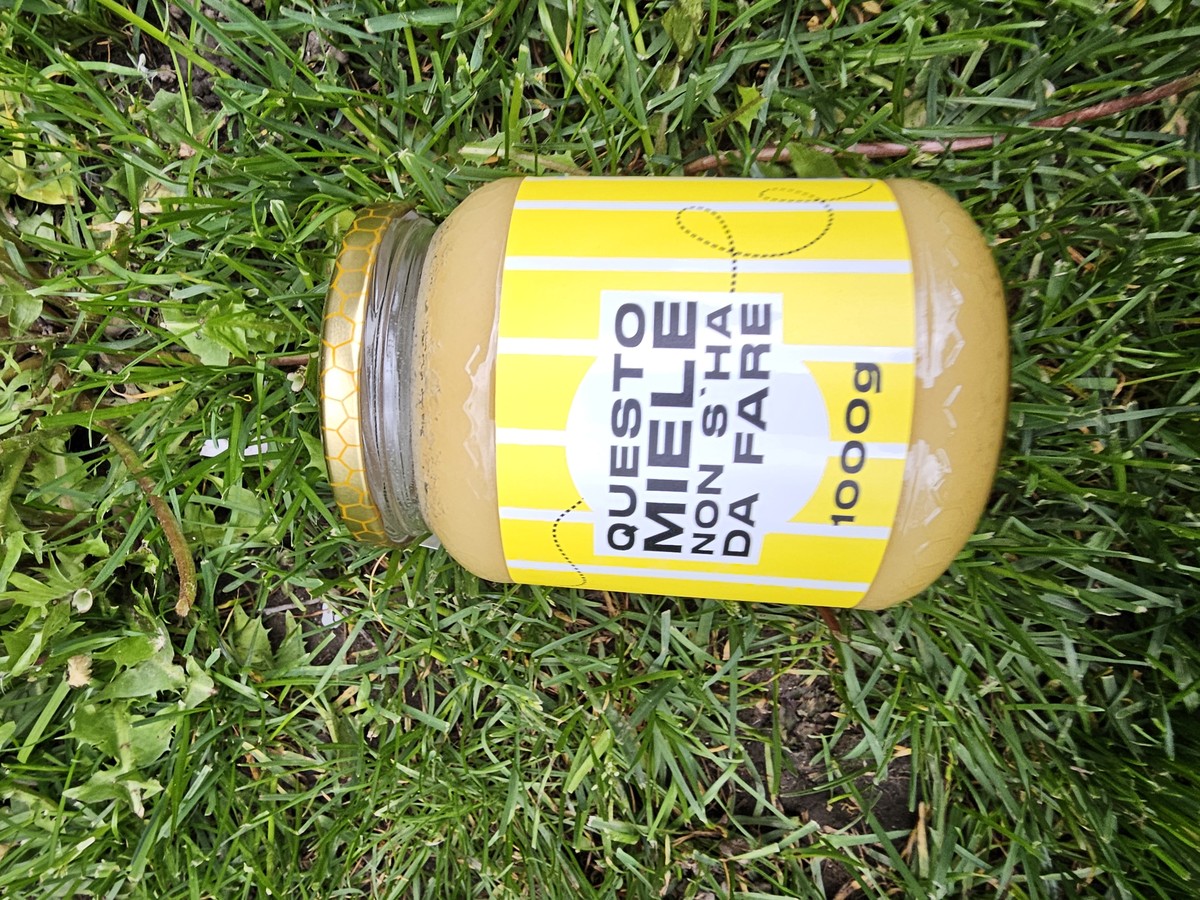 QUESTO
MIELE
NON S'HA
DA FARE
1000g